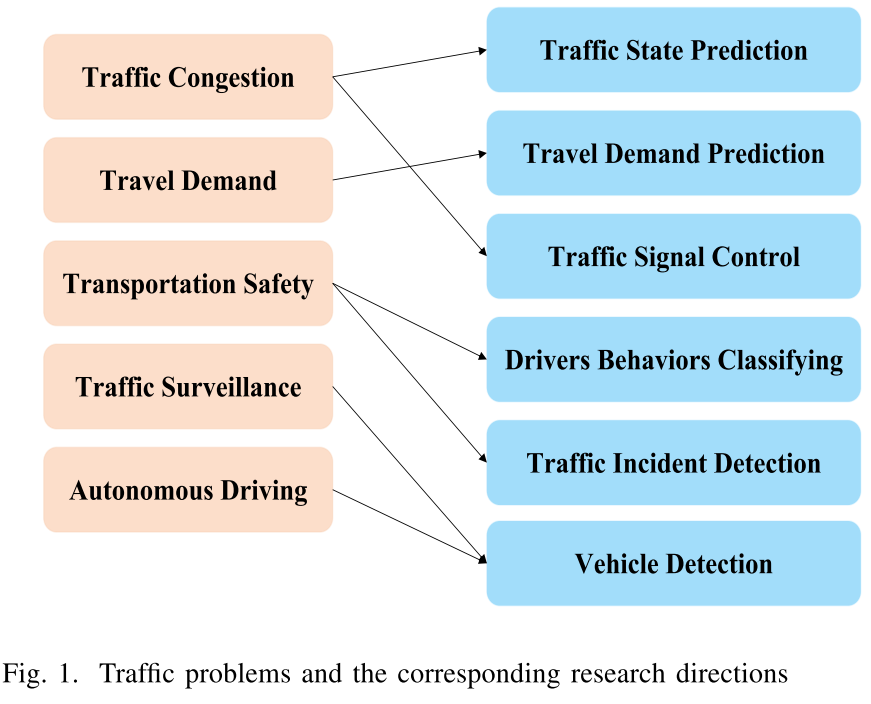 Traffic Congestion
Travel Demand
Transportation Safety
Traffic Surveillance
Autonomous Driving
Traffic State Prediction
Travel Demand Prediction
Traffic Signal Control
Drivers Behaviors Classifying
Traffic Incident Detection
Vehicle Detection
Fig. 1. Traffic problems and the corresponding research directions